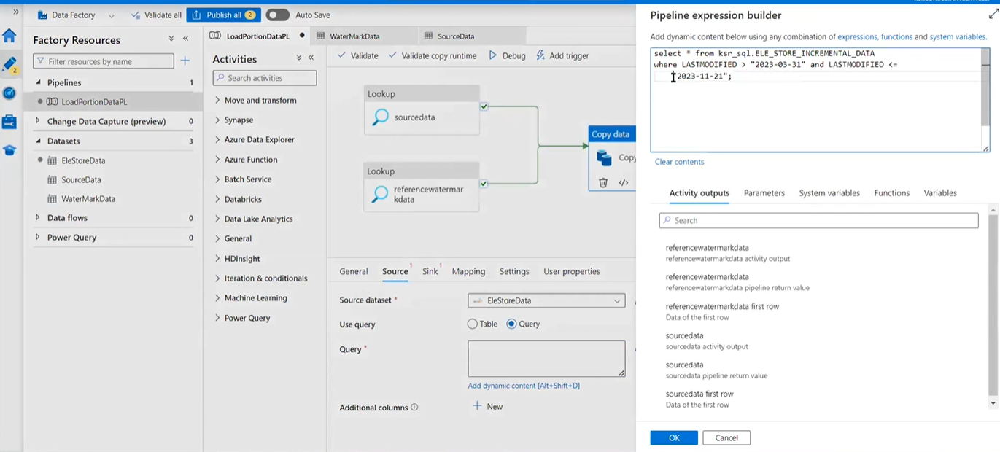 Data Factory
Validate all
Publish all 2
Auto Save
Factory Resources
Filter resources by name
Pipelines 1
LoadPortionDataPL
Change Data Capture (preview) 0
Datasets 3
EleStoreData
SourceData
WaterMarkData
Data flows 0
Power Query 0
2
LoadPortionDataPL
WaterMarkData
SourceData
Activities
Search activities
Move and transform
Synapse
Azure Data Explorer
Azure Function
Batch Service
Databricks
Data Lake Analytics
General
HDInsight
Iteration & conditionals
Machine Learning
Power Query
Validate
Validate copy runtime
Debug
Add trigger
Lookup
sourcedata
Lookup
referencewatermar
kdata
Copy data
Copy
General
Source 1
Sink 1
Mapping
Settings
User properties
Source dataset *
EleStoreData
Use query
Table
Query
Query *
Add dynamic content [Alt+Shift+D]
Additional columns
New
Pipeline expression builder
Add dynamic content below using any combination of expressions, functions and system variables.
select * from ksr_sql.ELE_STORE_INCREMENTAL_DATA
where LASTMODIFIED > "2023-03-31" and LASTMODIFIED <=
"2023-11-21";
Clear contents
Activity outputs
Parameters
System variables
Functions
Variables
Search
referencewatermarkdata
referencewatermarkdata activity output
referencewatermarkdata
referencewatermarkdata pipeline return value
referencewatermarkdata first row
Data of the first row
sourcedata
sourcedata activity output
sourcedata
sourcedata pipeline return value
sourcedata first row
Data of the first row
OK
Cancel